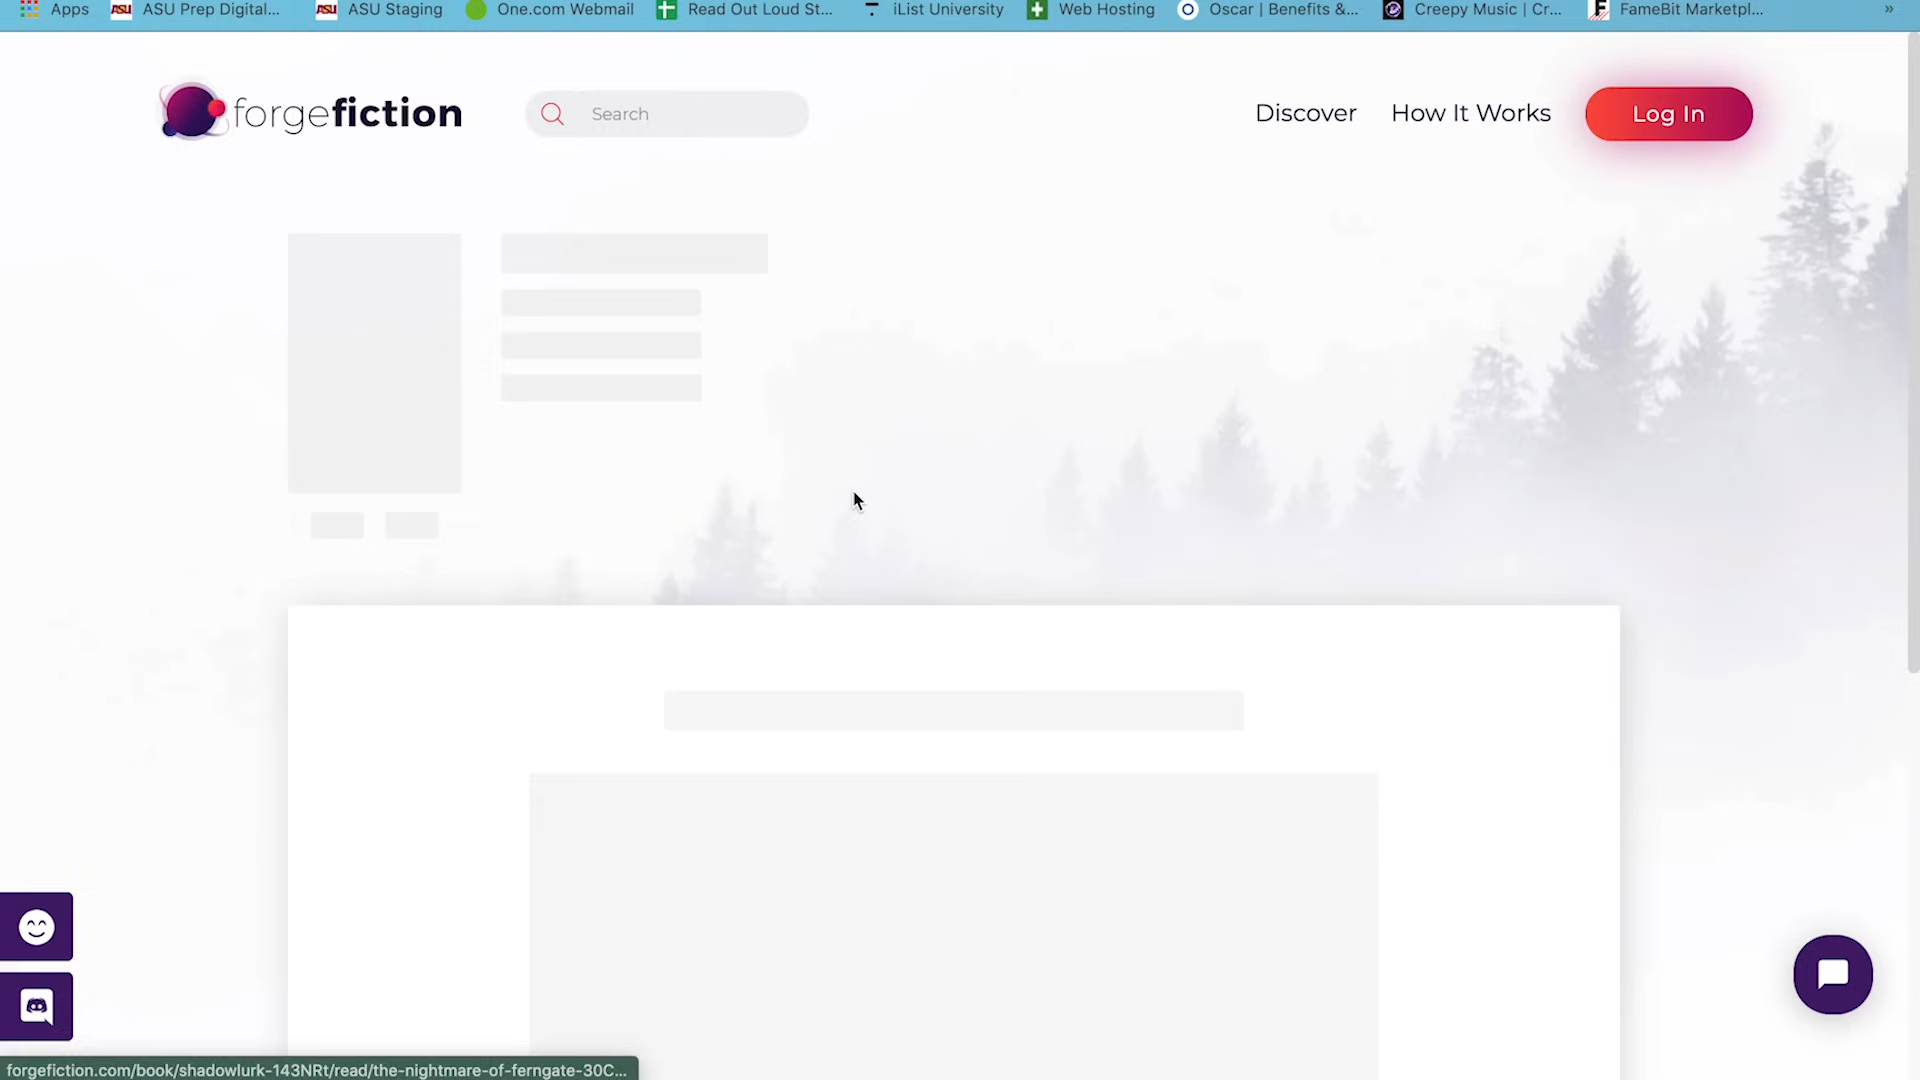 Apps ASU Prep Digital... ASU Staging One.com Webmail Read Out Loud St... iList University Web Hosting Oscar | Benefits &... Creepy Music | Cr... FameBit Marketpl... »
forgefiction Search Discover How It Works Log In
forgefiction.com/book/shadowlurk-143NRt/read/the-nightmare-of-ferngate-30C...